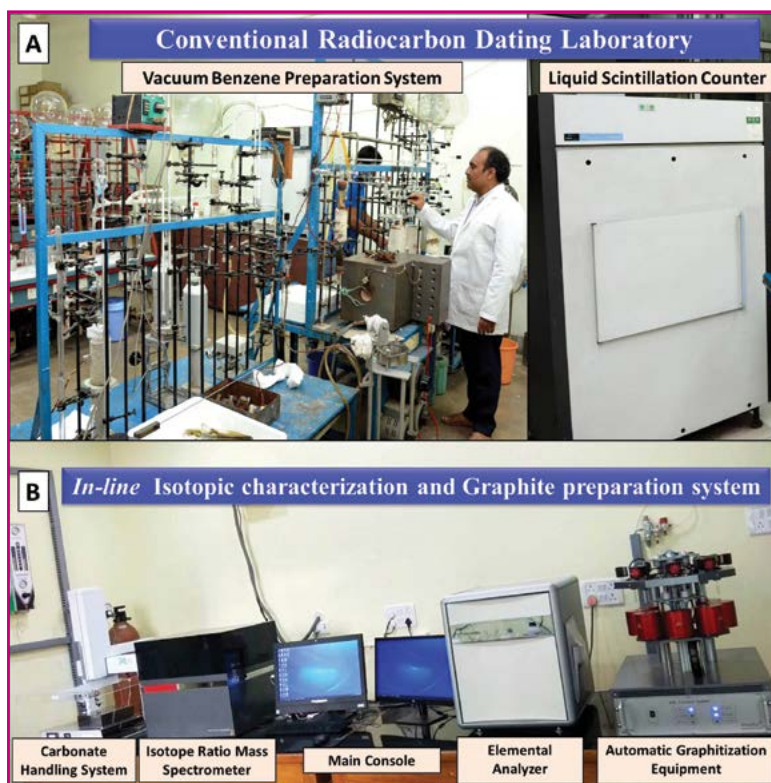 A
Conventional Radiocarbon Dating Laboratory
Vacuum Benzene Preparation System
Liquid Scintillation Counter
B
In-line Isotopic characterization and Graphite preparation system
Carbonate
Handling System
Isotope Ratio Mass
Spectrometer
Main Console
Elemental
Analyzer
Automatic Graphitization
Equipment